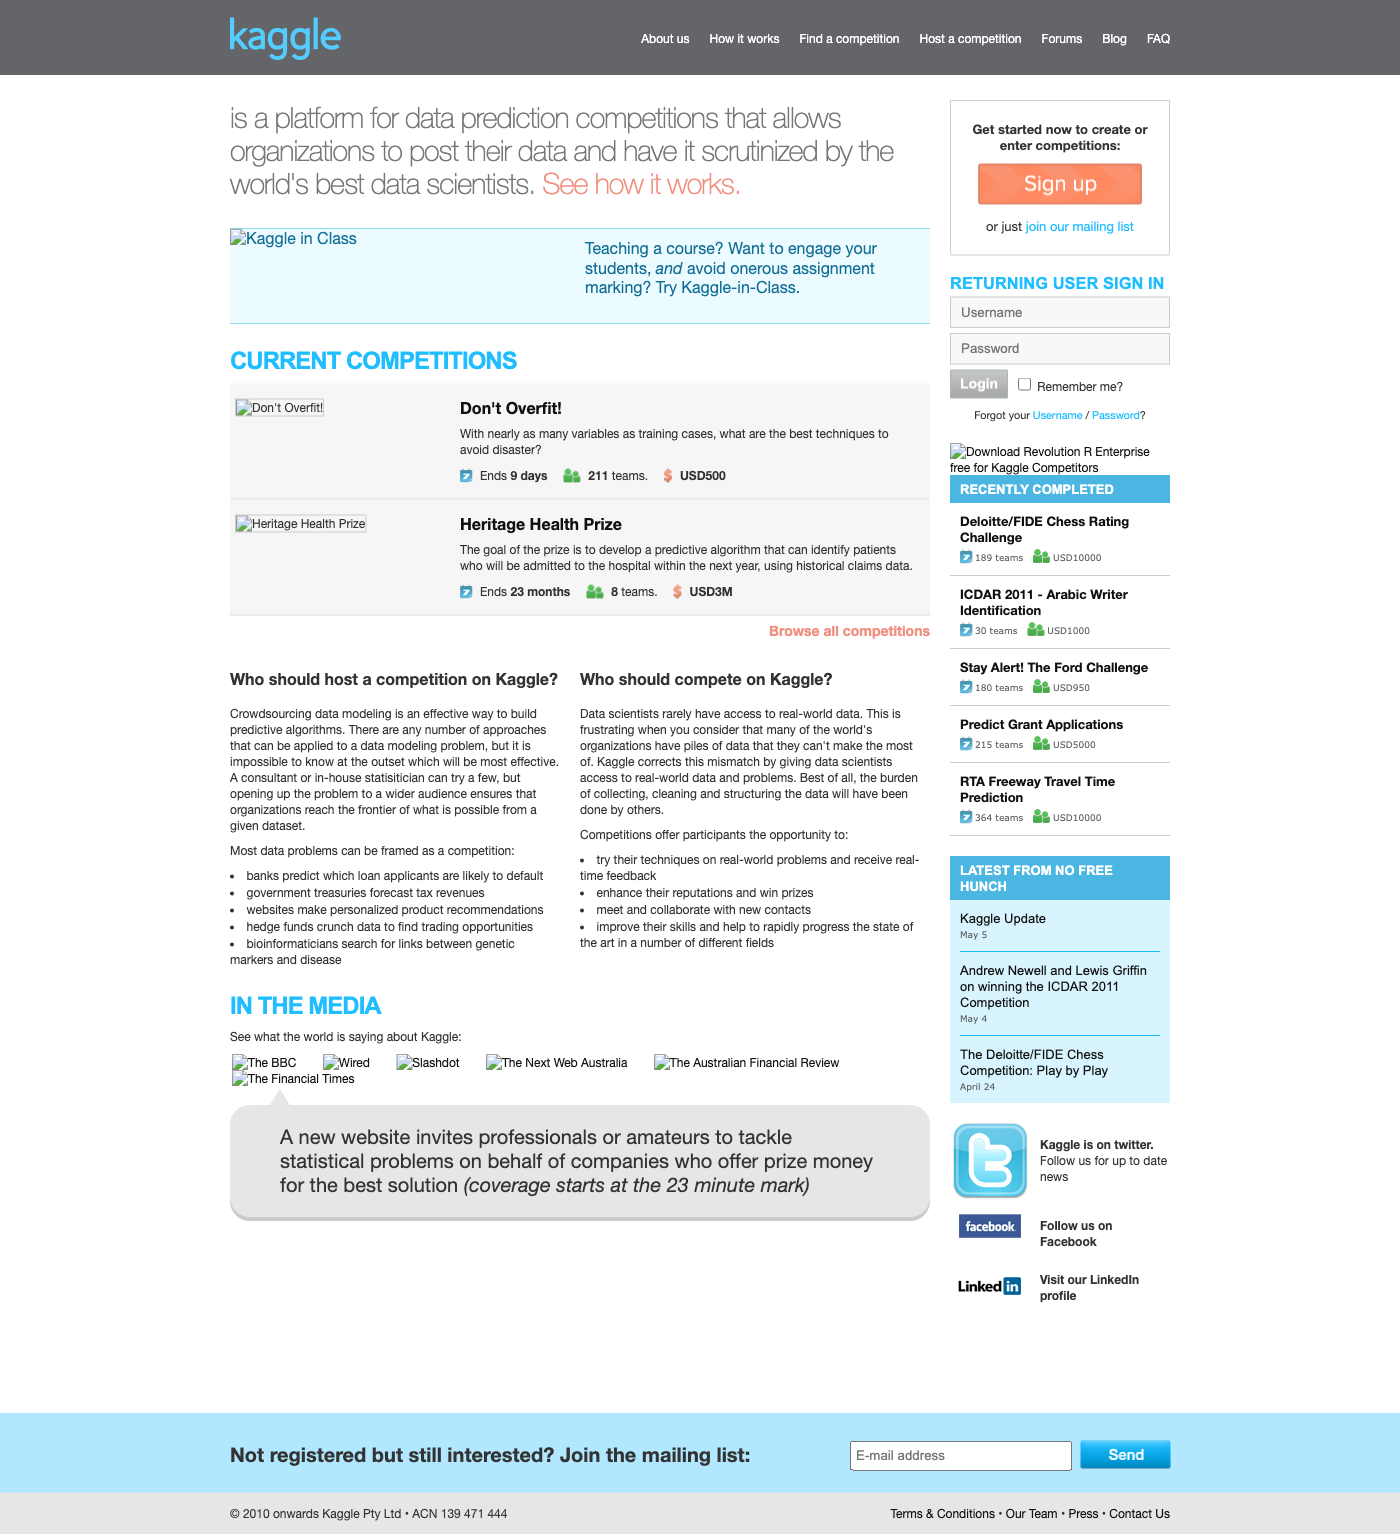 kaggle
About us
How it works
Find a competition
Host a competition
Forums
Blog
FAQ
is a platform for data prediction competitions that allows
organizations to post their data and have it scrutinized by the
world's best data scientists. See how it works.
Kaggle in Class
Teaching a course? Want to engage your
students, and avoid onerous assignment
marking? Try Kaggle-in-Class.
CURRENT COMPETITIONS
Don't Overfit!
Don't Overfit!
With nearly as many variables as training cases, what are the best techniques to
avoid disaster?
Ends 9 days 211 teams. $ USD500
Heritage Health Prize
Heritage Health Prize
The goal of the prize is to develop a predictive algorithm that can identify patients
who will be admitted to the hospital within the next year, using historical claims data.
Ends 23 months 8 teams. $ USD3M
Browse all competitions
Who should host a competition on Kaggle?
Crowdsourcing data modeling is an effective way to build
predictive algorithms. There are any number of approaches
that can be applied to a data modeling problem, but it is
impossible to know at the outset which will be most effective.
A consultant or in-house statisitician can try a few, but
opening up the problem to a wider audience ensures that
organizations reach the frontier of what is possible from a
given dataset.
Most data problems can be framed as a competition:
• banks predict which loan applicants are likely to default
• government treasuries forecast tax revenues
• websites make personalized product recommendations
• hedge funds crunch data to find trading opportunities
• bioinformaticians search for links between genetic
markers and disease
Who should compete on Kaggle?
Data scientists rarely have access to real-world data. This is
frustrating when you consider that many of the world's
organizations have piles of data that they can't make the most
of. Kaggle corrects this mismatch by giving data scientists
access to real-world data and problems. Best of all, the burden
of collecting, cleaning and structuring the data will have been
done by others.
Competitions offer participants the opportunity to:
• try their techniques on real-world problems and receive real-
time feedback
• enhance their reputations and win prizes
• meet and collaborate with new contacts
• improve their skills and help to rapidly progress the state of
the art in a number of different fields
IN THE MEDIA
See what the world is saying about Kaggle:
The BBC Wired Slashdot The Next Web Australia The Australian Financial Review
The Financial Times
A new website invites professionals or amateurs to tackle
statistical problems on behalf of companies who offer prize money
for the best solution (coverage starts at the 23 minute mark)
Get started now to create or
enter competitions:
Sign up
or just join our mailing list
RETURNING USER SIGN IN
Username
Password
Login Remember me?
Forgot your Username / Password?
Download Revolution R Enterprise
free for Kaggle Competitors
RECENTLY COMPLETED
Deloitte/FIDE Chess Rating
Challenge
189 teams USD10000
ICDAR 2011 - Arabic Writer
Identification
30 teams USD1000
Stay Alert! The Ford Challenge
180 teams USD950
Predict Grant Applications
215 teams USD5000
RTA Freeway Travel Time
Prediction
364 teams USD10000
LATEST FROM NO FREE
HUNCH
Kaggle Update
May 5
Andrew Newell and Lewis Griffin
on winning the ICDAR 2011
Competition
May 4
The Deloitte/FIDE Chess
Competition: Play by Play
April 24
t
Kaggle is on twitter.
Follow us for up to date
news
facebook
Follow us on
Facebook
Linked in
Visit our LinkedIn
profile
Not registered but still interested? Join the mailing list:
E-mail address
Send
© 2010 onwards Kaggle Pty Ltd • ACN 139 471 444
Terms & Conditions • Our Team • Press • Contact Us